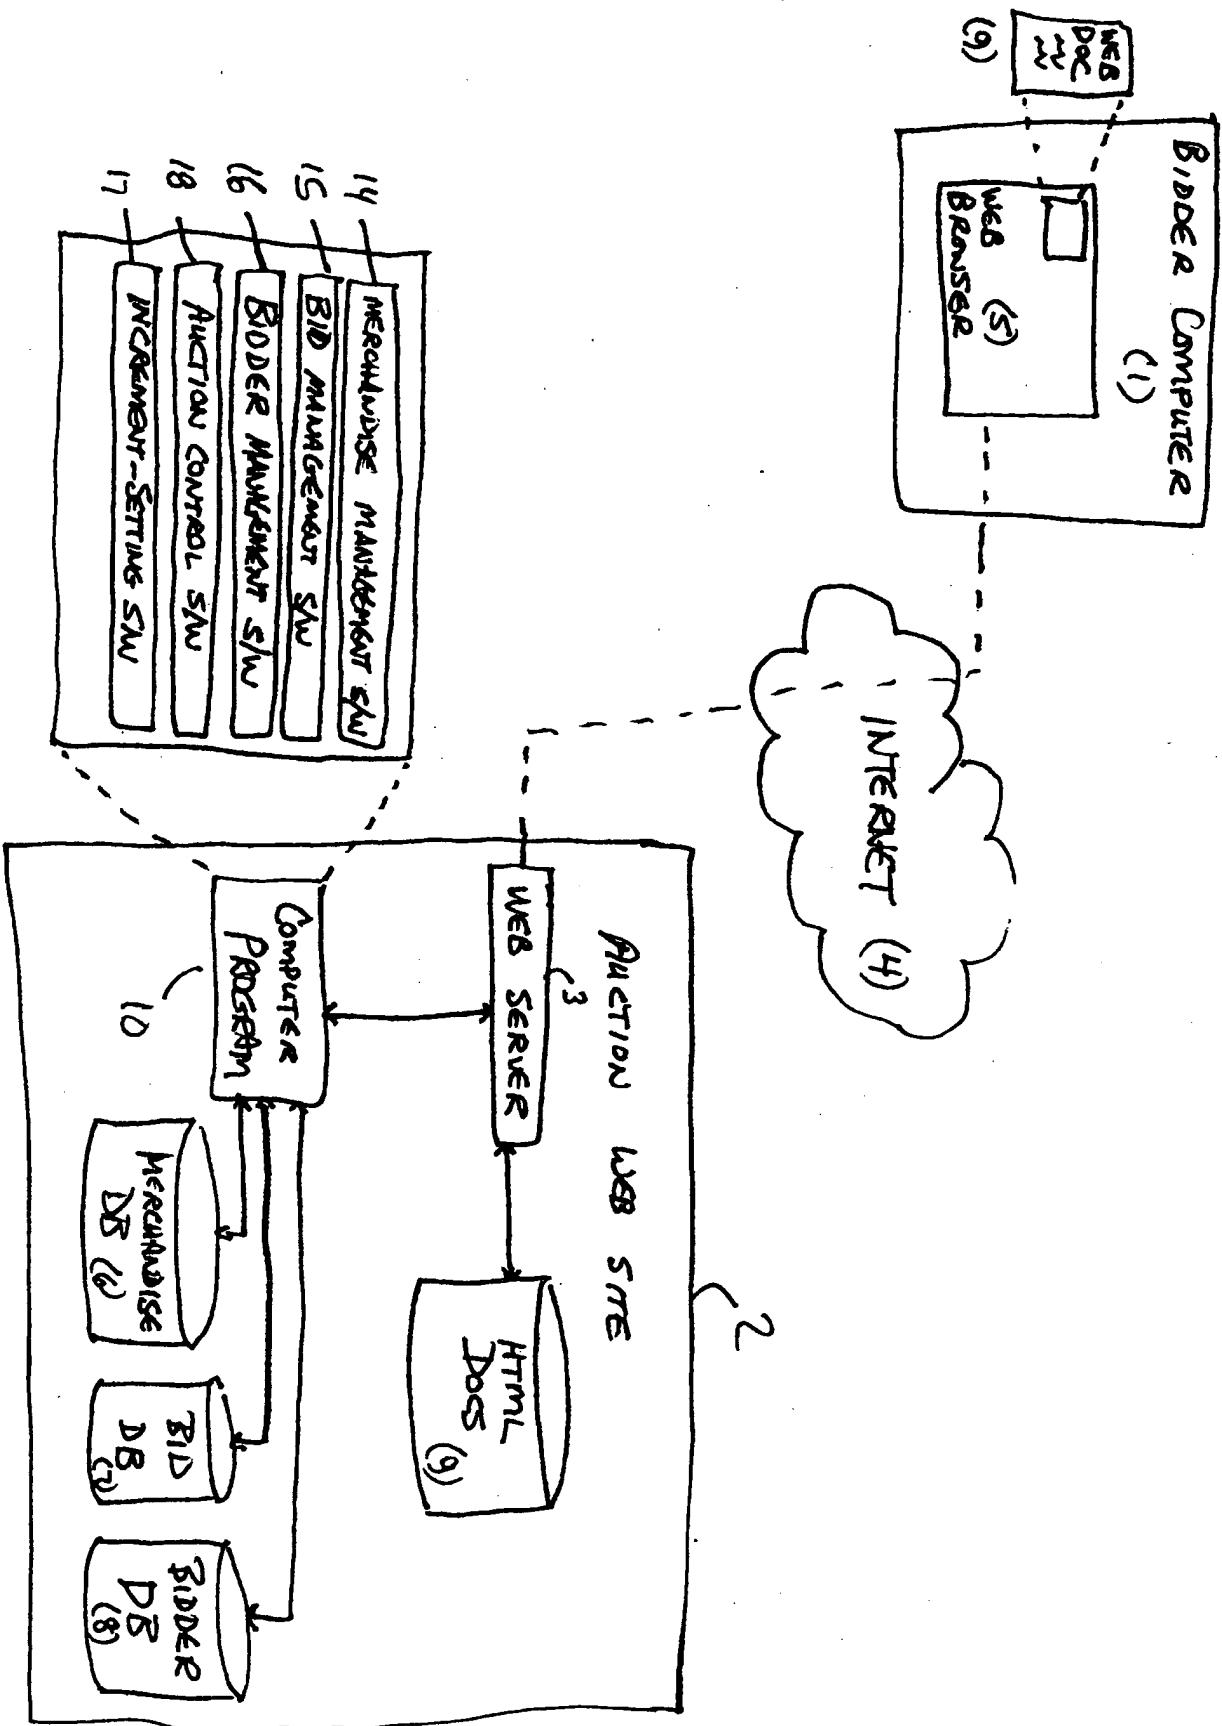 WEB
DOC
(9)
BIDDER COMPUTER
(1)
WEB (5)
BROWSER
INTERNET (4)
2
AUCTION WEB SITE
3
WEB SERVER
HTML
DOCS
(9)
COMPUTER
PROGRAM
10
MERCHANDISE
DB (6)
BID
DB
(7)
BIDDER
DB
(8)
14 MERCHANDISE MANAGEMENT S/W
15 BID MANAGEMENT S/W
16 BIDDER MANAGEMENT S/W
18 AUCTION CONTROL S/W
17 INCREMENT-SETTING S/W